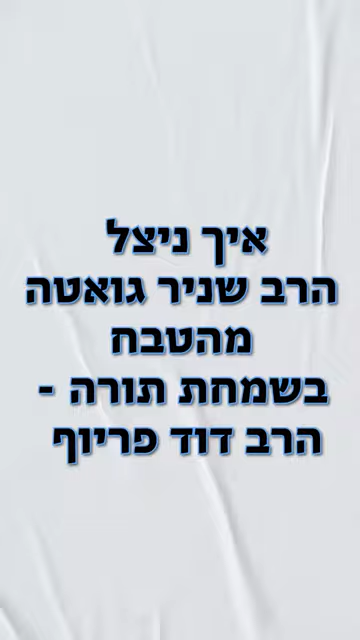 איך ניצל
הרב שניר גואטה
מהטבח
בשמחת תורה -
הרב דוד פריוף